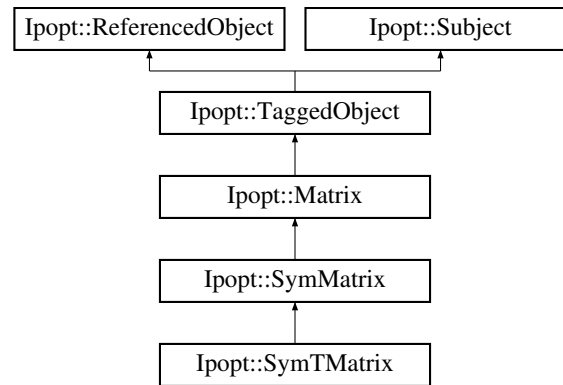 Ipopt::ReferencedObject
Ipopt::Subject
Ipopt::TaggedObject
Ipopt::Matrix
Ipopt::SymMatrix
Ipopt::SymTMatrix